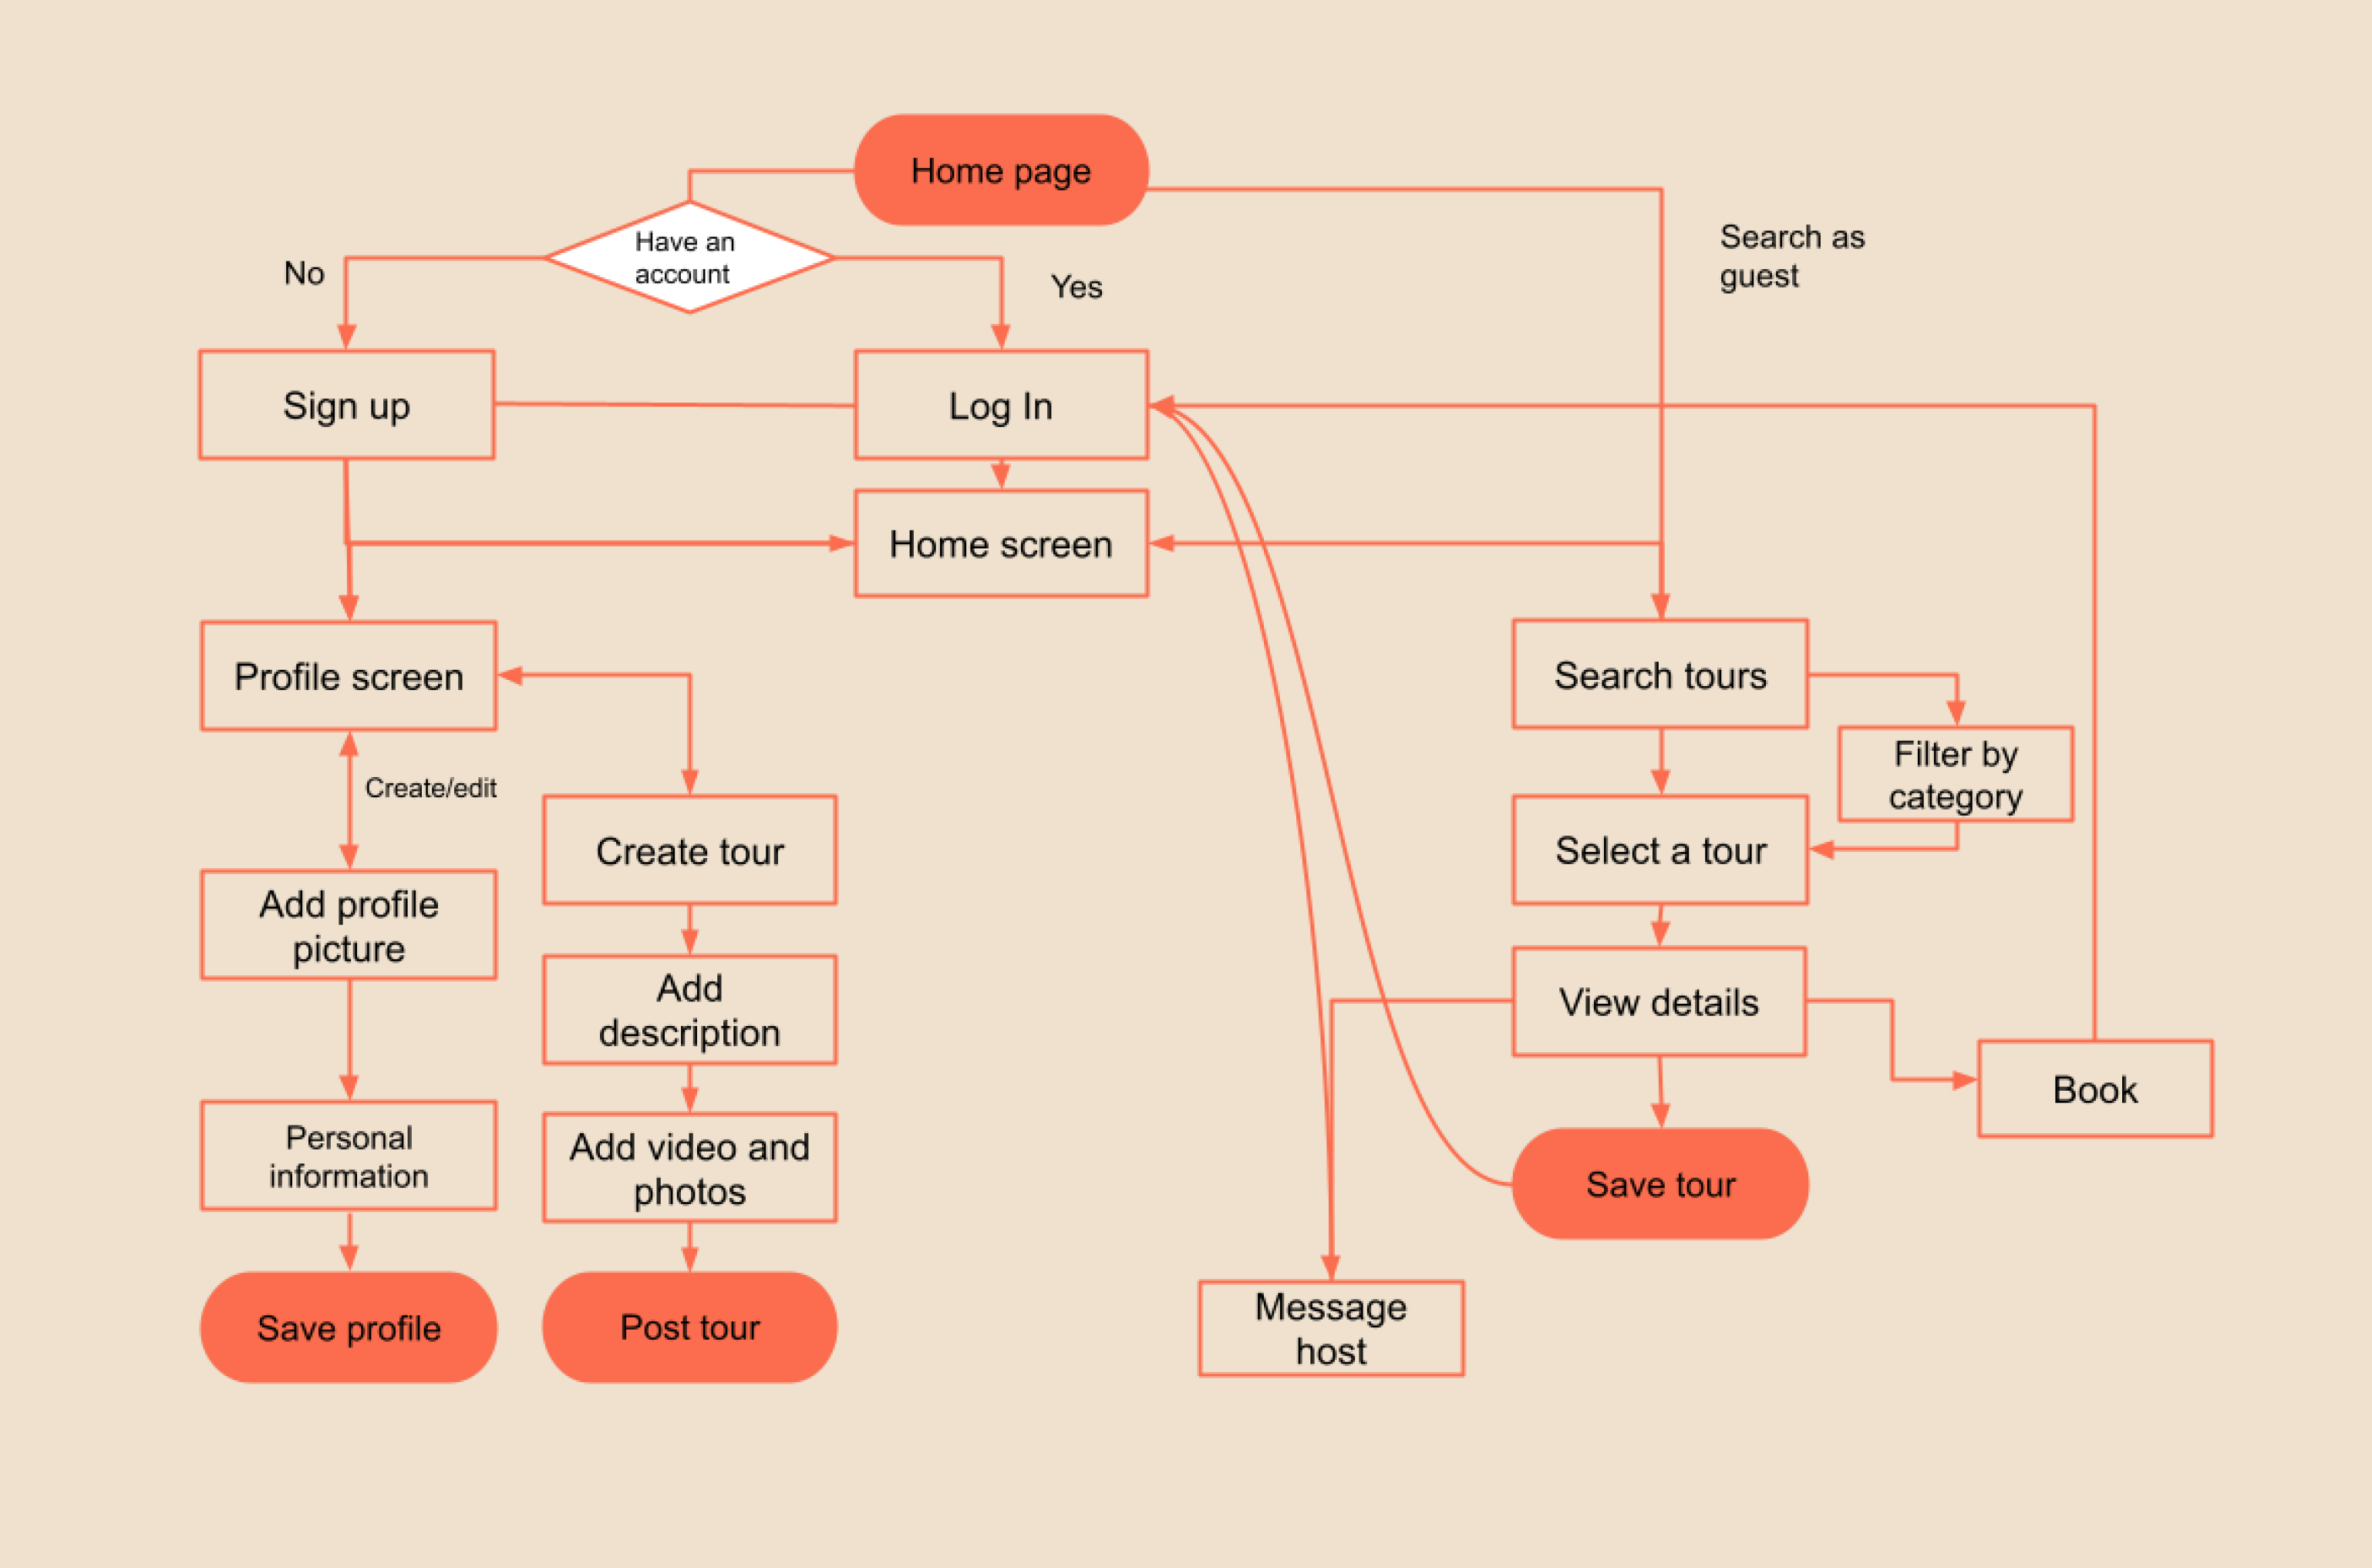 Home page
Have an
account
No
Yes
Search as
guest
Sign up
Log In
Home screen
Profile screen
Search tours
Filter by
category
Create/edit
Create tour
Select a tour
Add profile
picture
Add
description
View details
Book
Personal
information
Add video and
photos
Save tour
Save profile
Post tour
Message
host